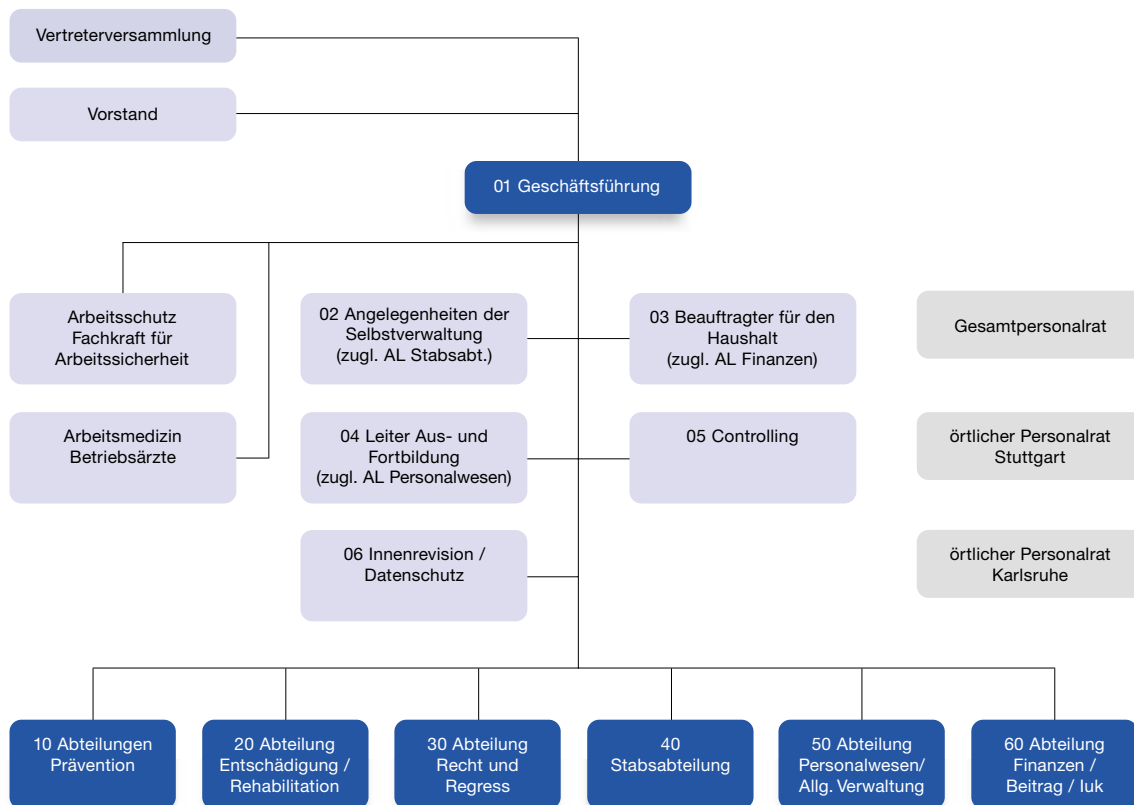 Vertreterversammlung
Vorstand
01 Geschäftsführung
Arbeitsschutz
Fachkraft für
Arbeitssicherheit
02 Angelegenheiten der
Selbstverwaltung
(zugl. AL Stabsabt.)
03 Beauftragter für den
Haushalt
(zugl. AL Finanzen)
Gesamtpersonalrat
Arbeitsmedizin
Betriebsärzte
04 Leiter Aus- und
Fortbildung
(zugl. AL Personalwesen)
05 Controlling
örtlicher Personalrat
Stuttgart
06 Innenrevision /
Datenschutz
örtlicher Personalrat
Karlsruhe
10 Abteilungen
Prävention
20 Abteilung
Entschädigung /
Rehabilitation
30 Abteilung
Recht und
Regress
40
Stabsabteilung
50 Abteilung
Personalwesen/
Allg. Verwaltung
60 Abteilung
Finanzen /
Beitrag / Iuk